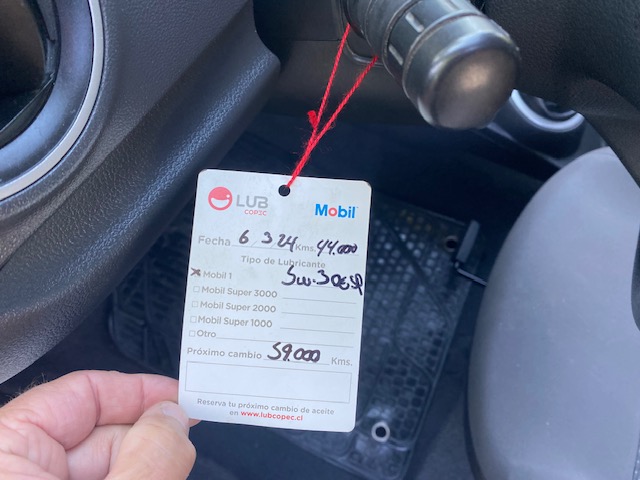 LUB
COPEC
Mobil
Fecha 6 3 24 Kms. 44.000
Tipo de Lubricante
Mobil 1 5w-30 ESP
Mobil Super 3000
Mobil Super 2000
Mobil Super 1000
Otro
Próximo cambio 59.000 Kms.
Reserva tu próximo cambio de aceite
en www.lubcopec.cl